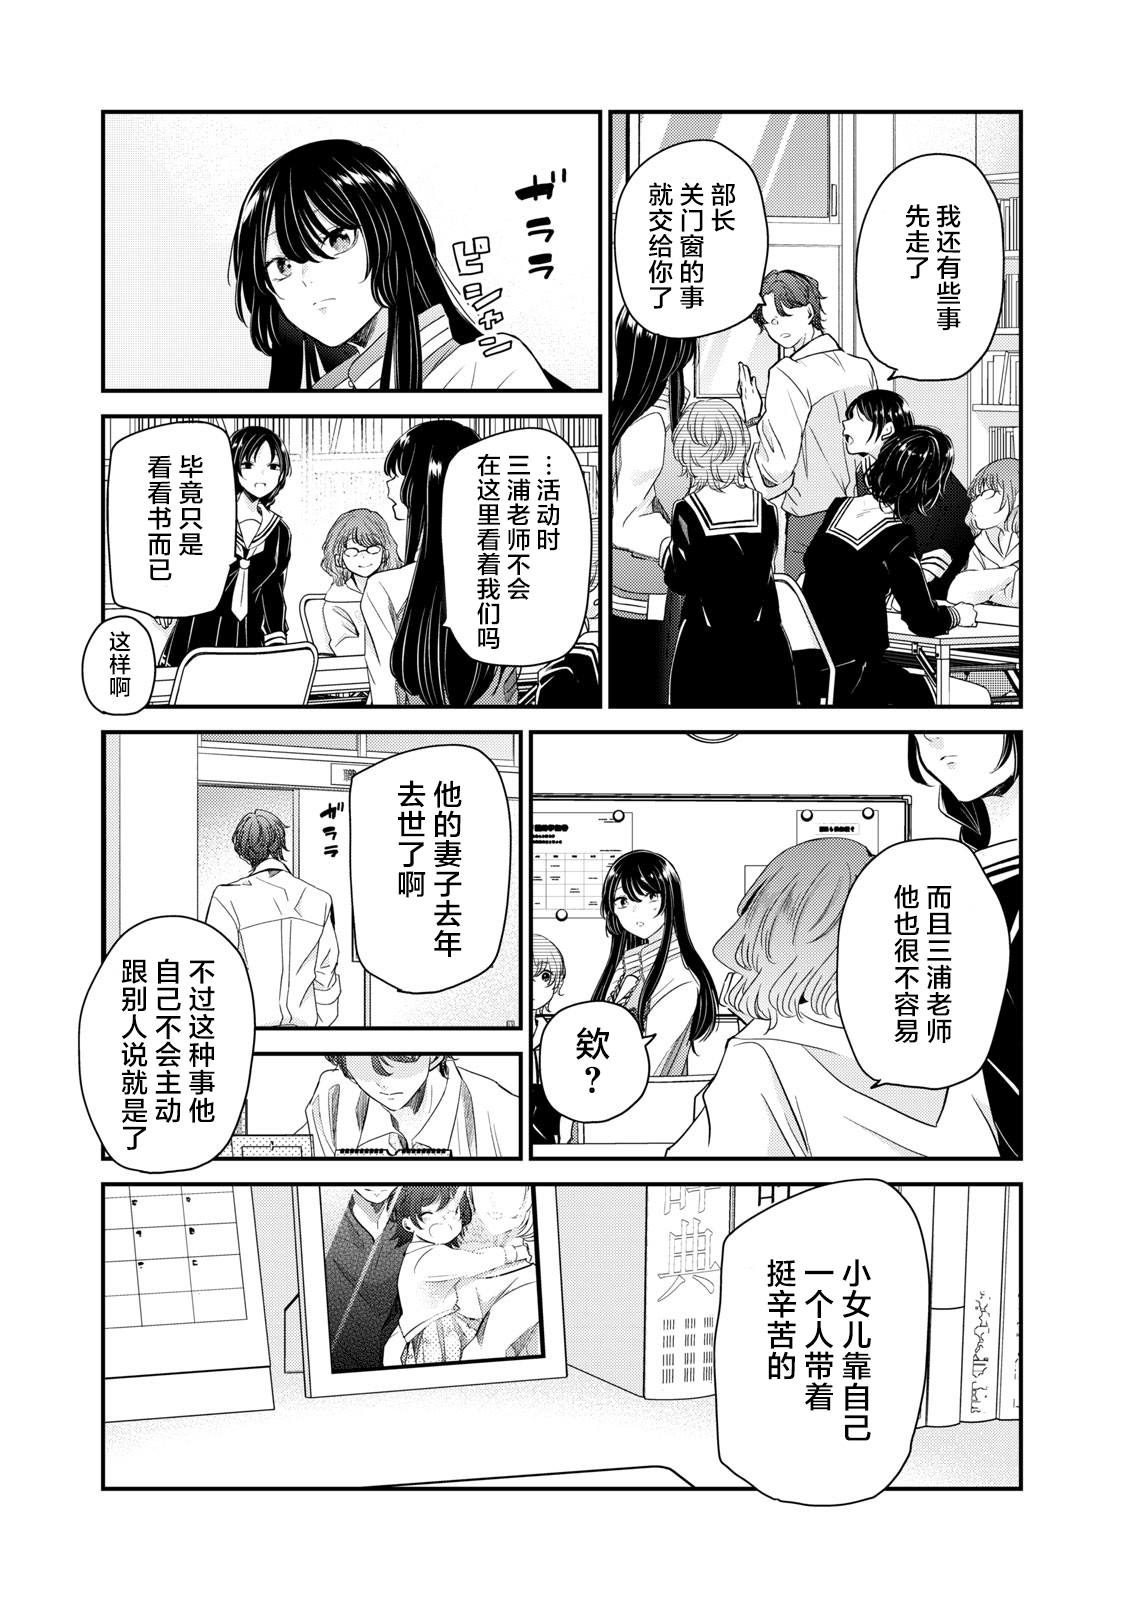 我还有些事
先走了
部长
关门窗的事
就交给你了
ガララ
ピシャン
…活动时
三浦老师不会
在这里看着我们吗
毕竟只是
看看书而已
这样啊
而且三浦老师
他也很不容易
欸?
他的妻子去年
去世了啊
職
ガララ
不过这种事他
自己不会主动
跟别人说就是了
小女儿靠自己
一个人带着
挺辛苦的
辞典